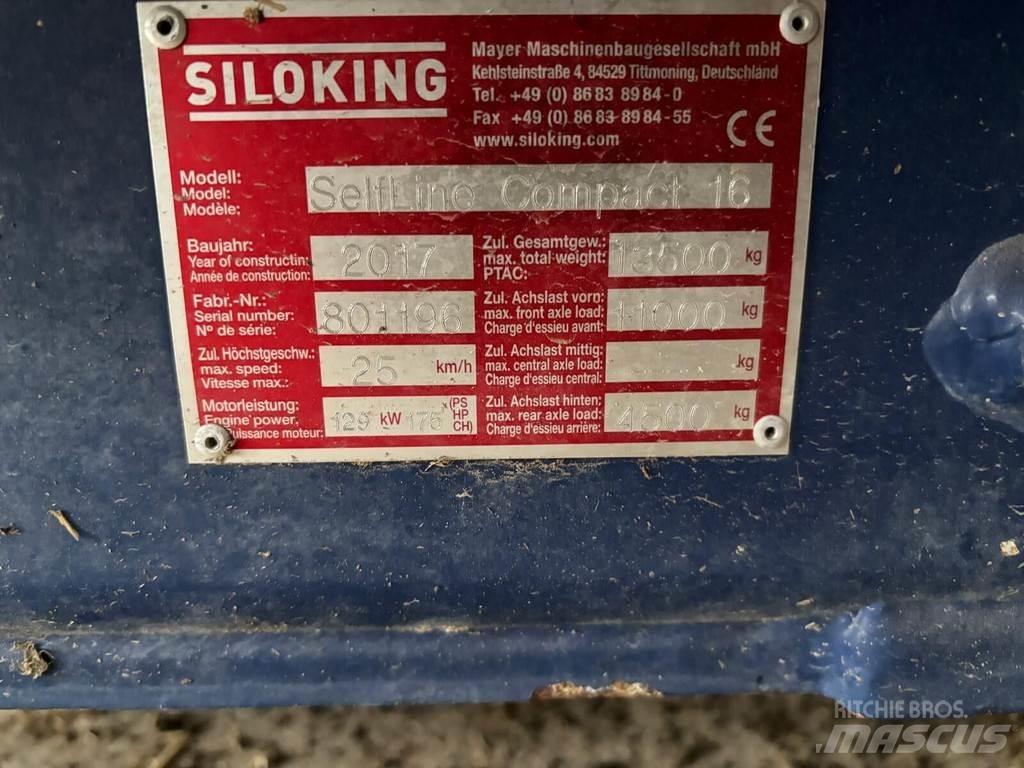 SILOKING
Mayer Maschinenbaugesellschaft mbH
Kehlsteinstraße 4, 84529 Tittmoning, Deutschland
Tel. +49 (0) 86 83 89 84-0
Fax +49 (0) 86 83 89 84-55
www.siloking.com
CE
Modell:
Model: SelfLine Compact 16
Modèle:
Baujahr:
Year of constructin: 2017
Année de construction:
Zul. Gesamtgew.:
max. total weight: 13500 kg
PTAC:
Fabr.-Nr.:
Serial number: 801196
Nº de série:
Zul. Achslast vorn:
max. front axle load: 11000 kg
Charge d'essieu avant:
Zul. Höchstgeschw.:
max. speed: 25 km/h
Vitesse max.:
Zul. Achslast mittig:
max. central axle load: kg
Charge d'essieu central:
Motorleistung: (PS
Engine power: 129 kW 175 HP
uissance moteur: CH)
Zul. Achslast hinten:
max. rear axle load: 4500 kg
Charge d'essieu arrière:
RITCHIE BROS.
MASCUS